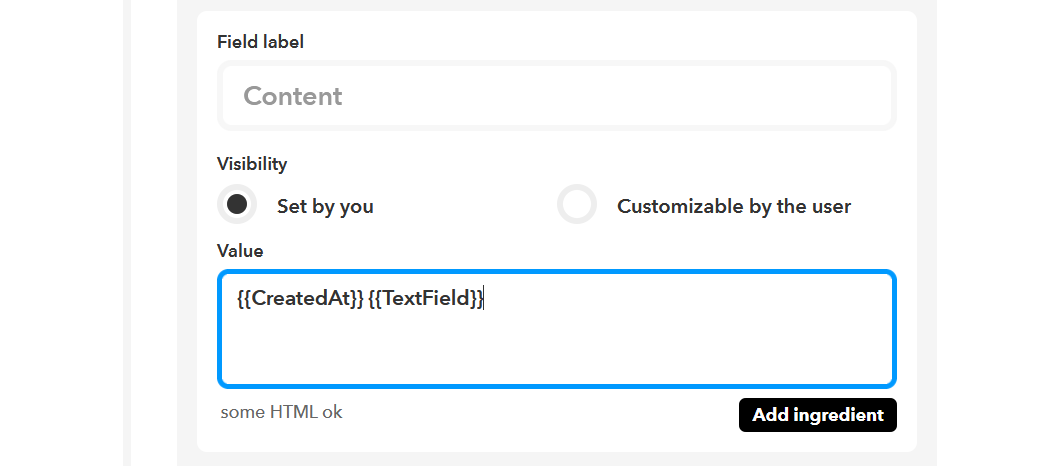 Field label
Content
Visibility
Set by you
Customizable by the user
Value
{{CreatedAt}} {{TextField}}
some HTML ok
Add ingredient